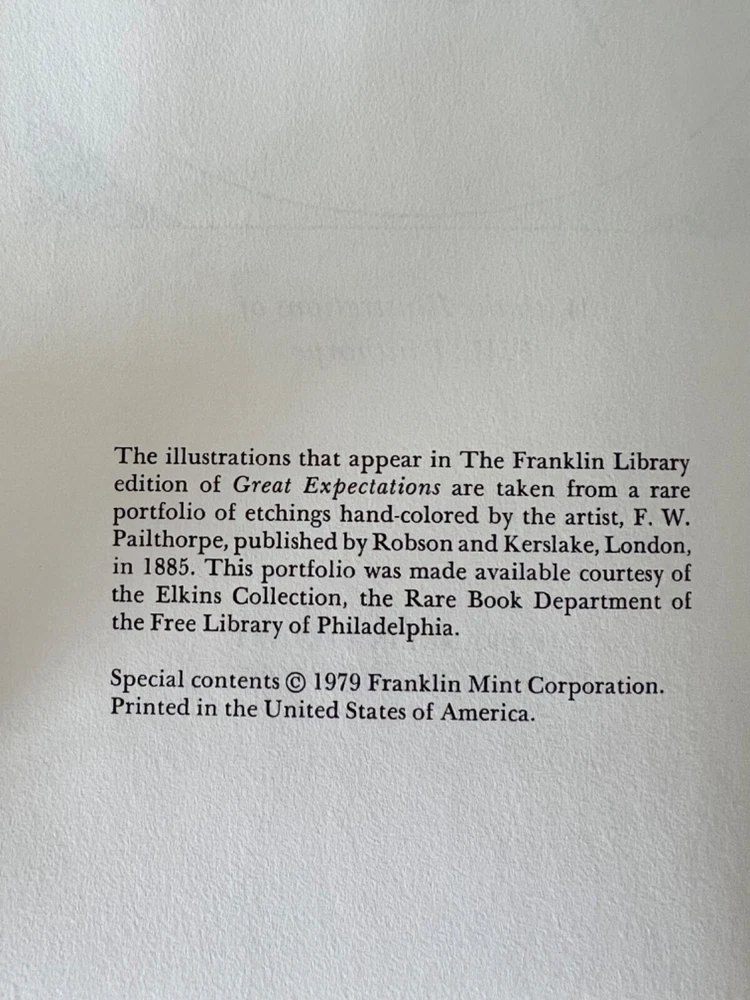 The illustrations that appear in The Franklin Library
edition of Great Expectations are taken from a rare
portfolio of etchings hand-colored by the artist, F. W.
Pailthorpe, published by Robson and Kerslake, London,
in 1885. This portfolio was made available courtesy of
the Elkins Collection, the Rare Book Department of
the Free Library of Philadelphia.
Special contents © 1979 Franklin Mint Corporation.
Printed in the United States of America.